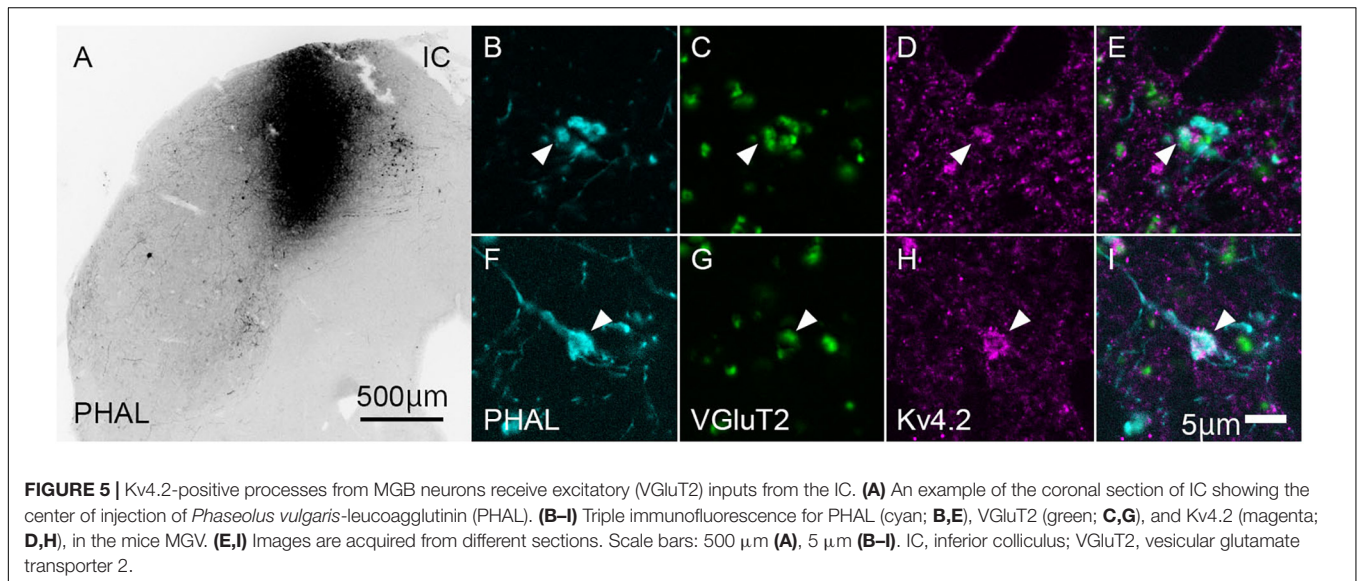 A
IC
PHAL
500µm
B
C
D
E
F
PHAL
G
VGluT2
H
Kv4.2
I
5µm
FIGURE 5 | Kv4.2-positive processes from MGB neurons receive excitatory (VGluT2) inputs from the IC. (A) An example of the coronal section of IC showing the
center of injection of Phaseolus vulgaris-leucoagglutinin (PHAL). (B–I) Triple immunofluorescence for PHAL (cyan; B,E), VGluT2 (green; C,G), and Kv4.2 (magenta;
D,H), in the mice MGV. (E,I) Images are acquired from different sections. Scale bars: 500 µm (A), 5 µm (B–I). IC, inferior colliculus; VGluT2, vesicular glutamate
transporter 2.